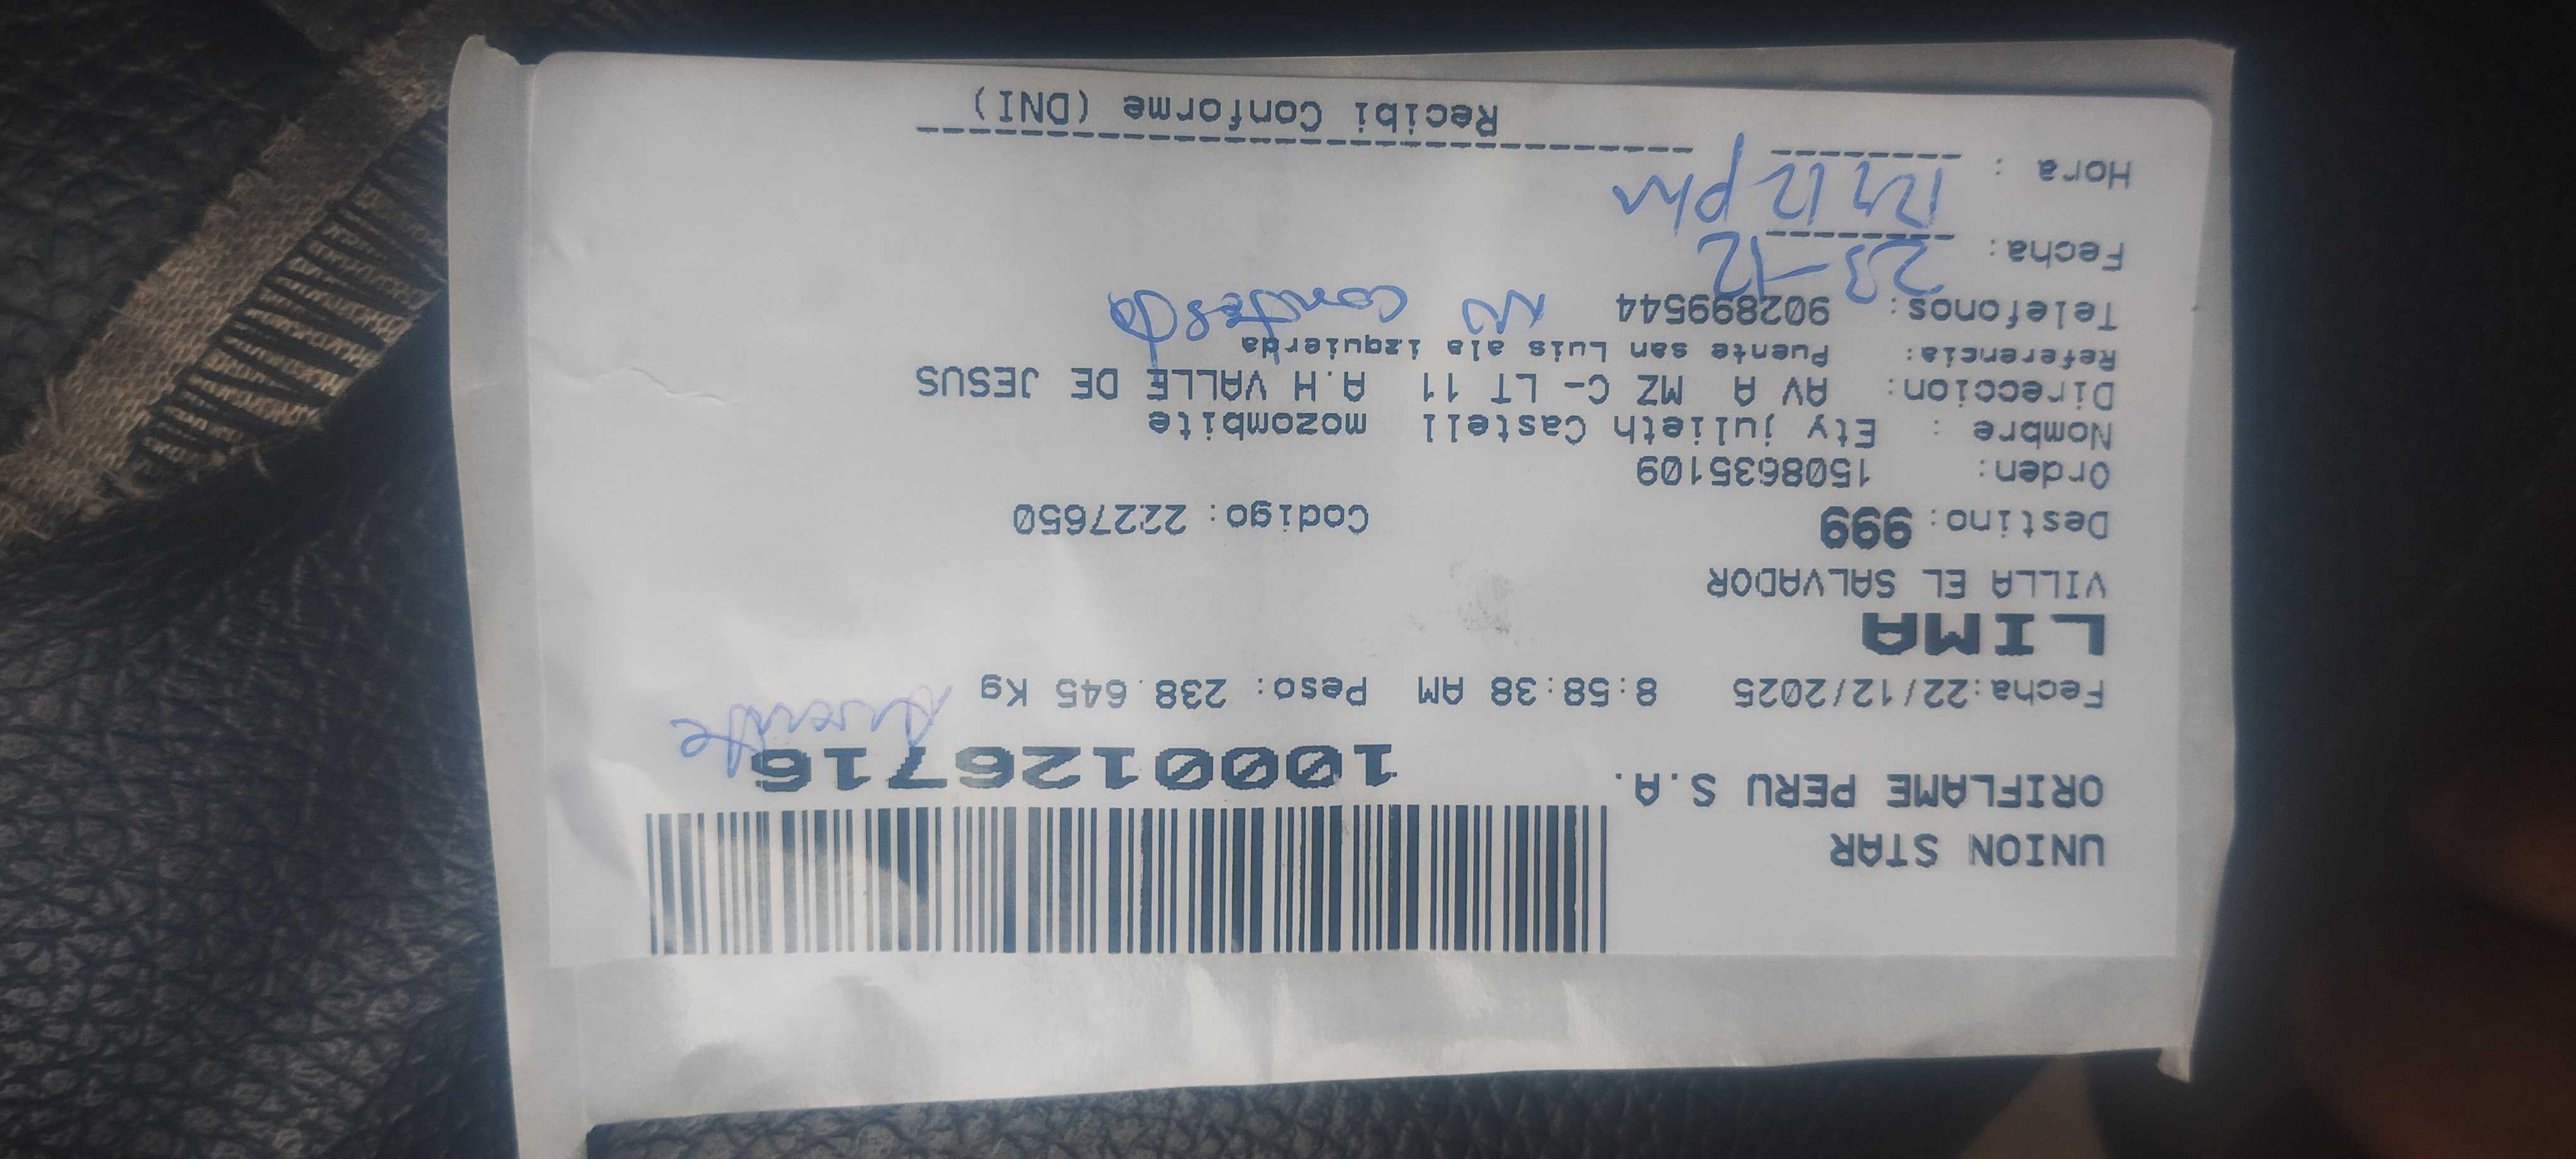 UNION STAR
ORIFLAME PERU S.A.
1000126716
Ausente
Fecha:22/12/2025 8:58:38 AM Peso: 238.645 Kg
LIMA
VILLA EL SALVADOR
Destino: 999 Codigo: 2227650
Orden: 1508635109
Nombre : Ety julieth Castell mozombite
Direccion: AV A MZ C- LT 11 A.H VALLE DE JESUS
Referencia: Puente san Luis ala izquierda
Telefonos: 902899544 no contesta
Fecha: 23-12
Hora : 12 12 pm
Recibi Conforme (DNI)